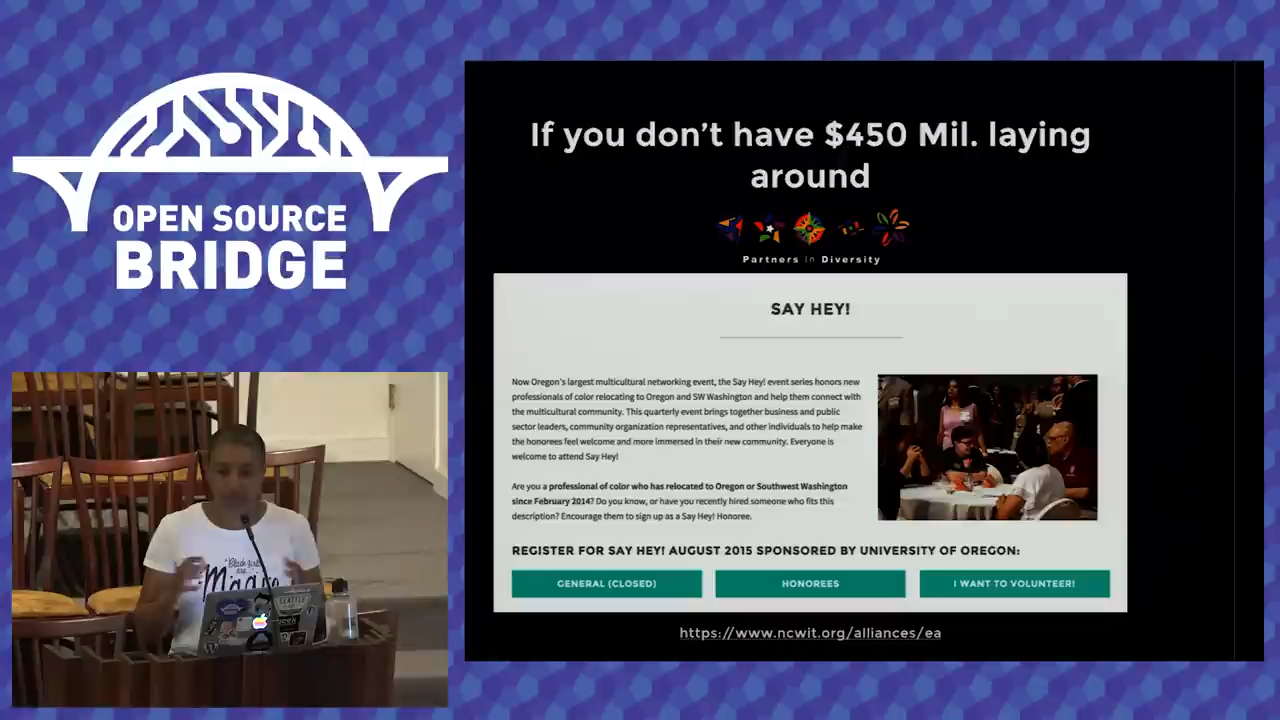 OPEN SOURCE
BRIDGE
If you don't have $450 Mil. laying
around
Partners In Diversity
SAY HEY!
Now Oregon's largest multicultural networking event, the Say Hey! event series honors new
professionals of color relocating to Oregon and SW Washington and help them connect with
the multicultural community. This quarterly event brings together business and public
sector leaders, community organization representatives, and other individuals to help make
the honorees feel welcome and more immersed in their new community. Everyone is
welcome to attend Say Hey!
Are you a professional of color who has relocated to Oregon or Southwest Washington
since February 2014? Do you know, or have you recently hired someone who fits this
description? Encourage them to sign up as a Say Hey! Honoree.
REGISTER FOR SAY HEY! AUGUST 2015 SPONSORED BY UNIVERSITY OF OREGON:
GENERAL (CLOSED)
HONOREES
I WANT TO VOLUNTEER!
https://www.ncwit.org/alliances/ea
Black girls
are